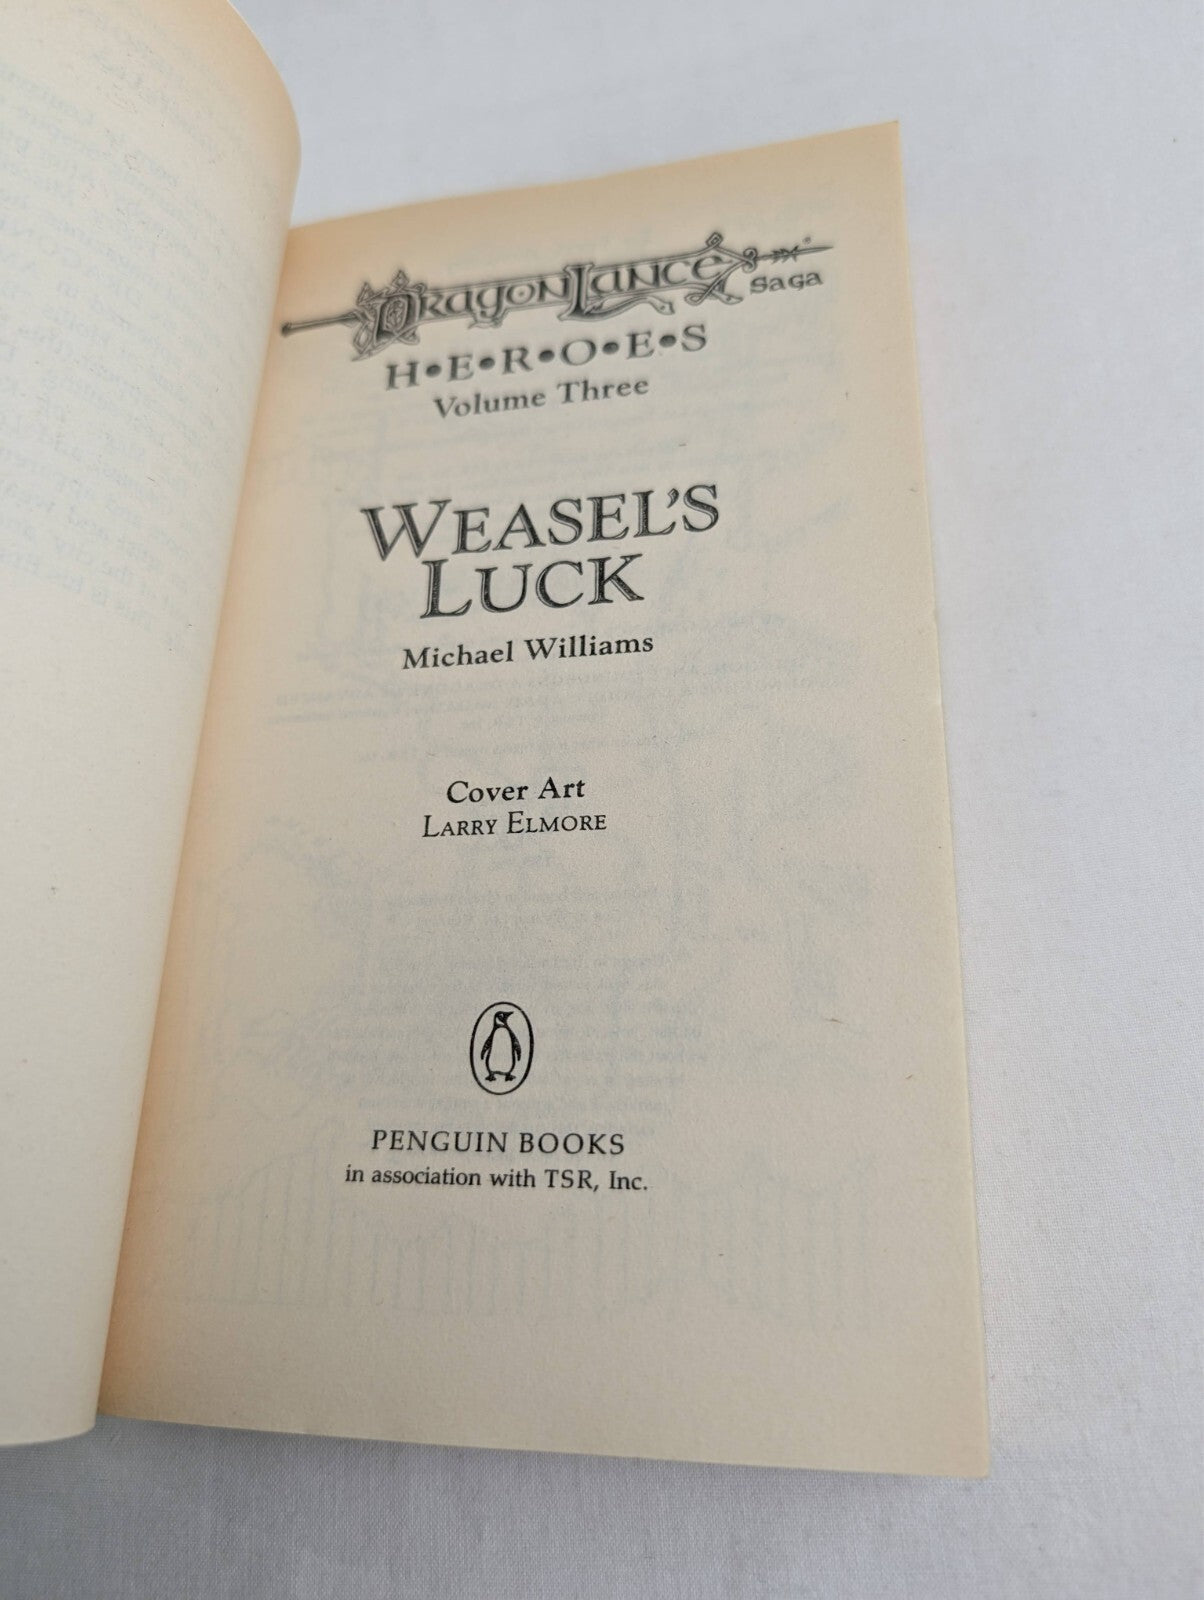 DRAGONLANCE®
SAGA
H•E•R•O•E•S
Volume Three
WEASEL'S
LUCK
Michael Williams
Cover Art
LARRY ELMORE
PENGUIN BOOKS
in association with TSR, Inc.